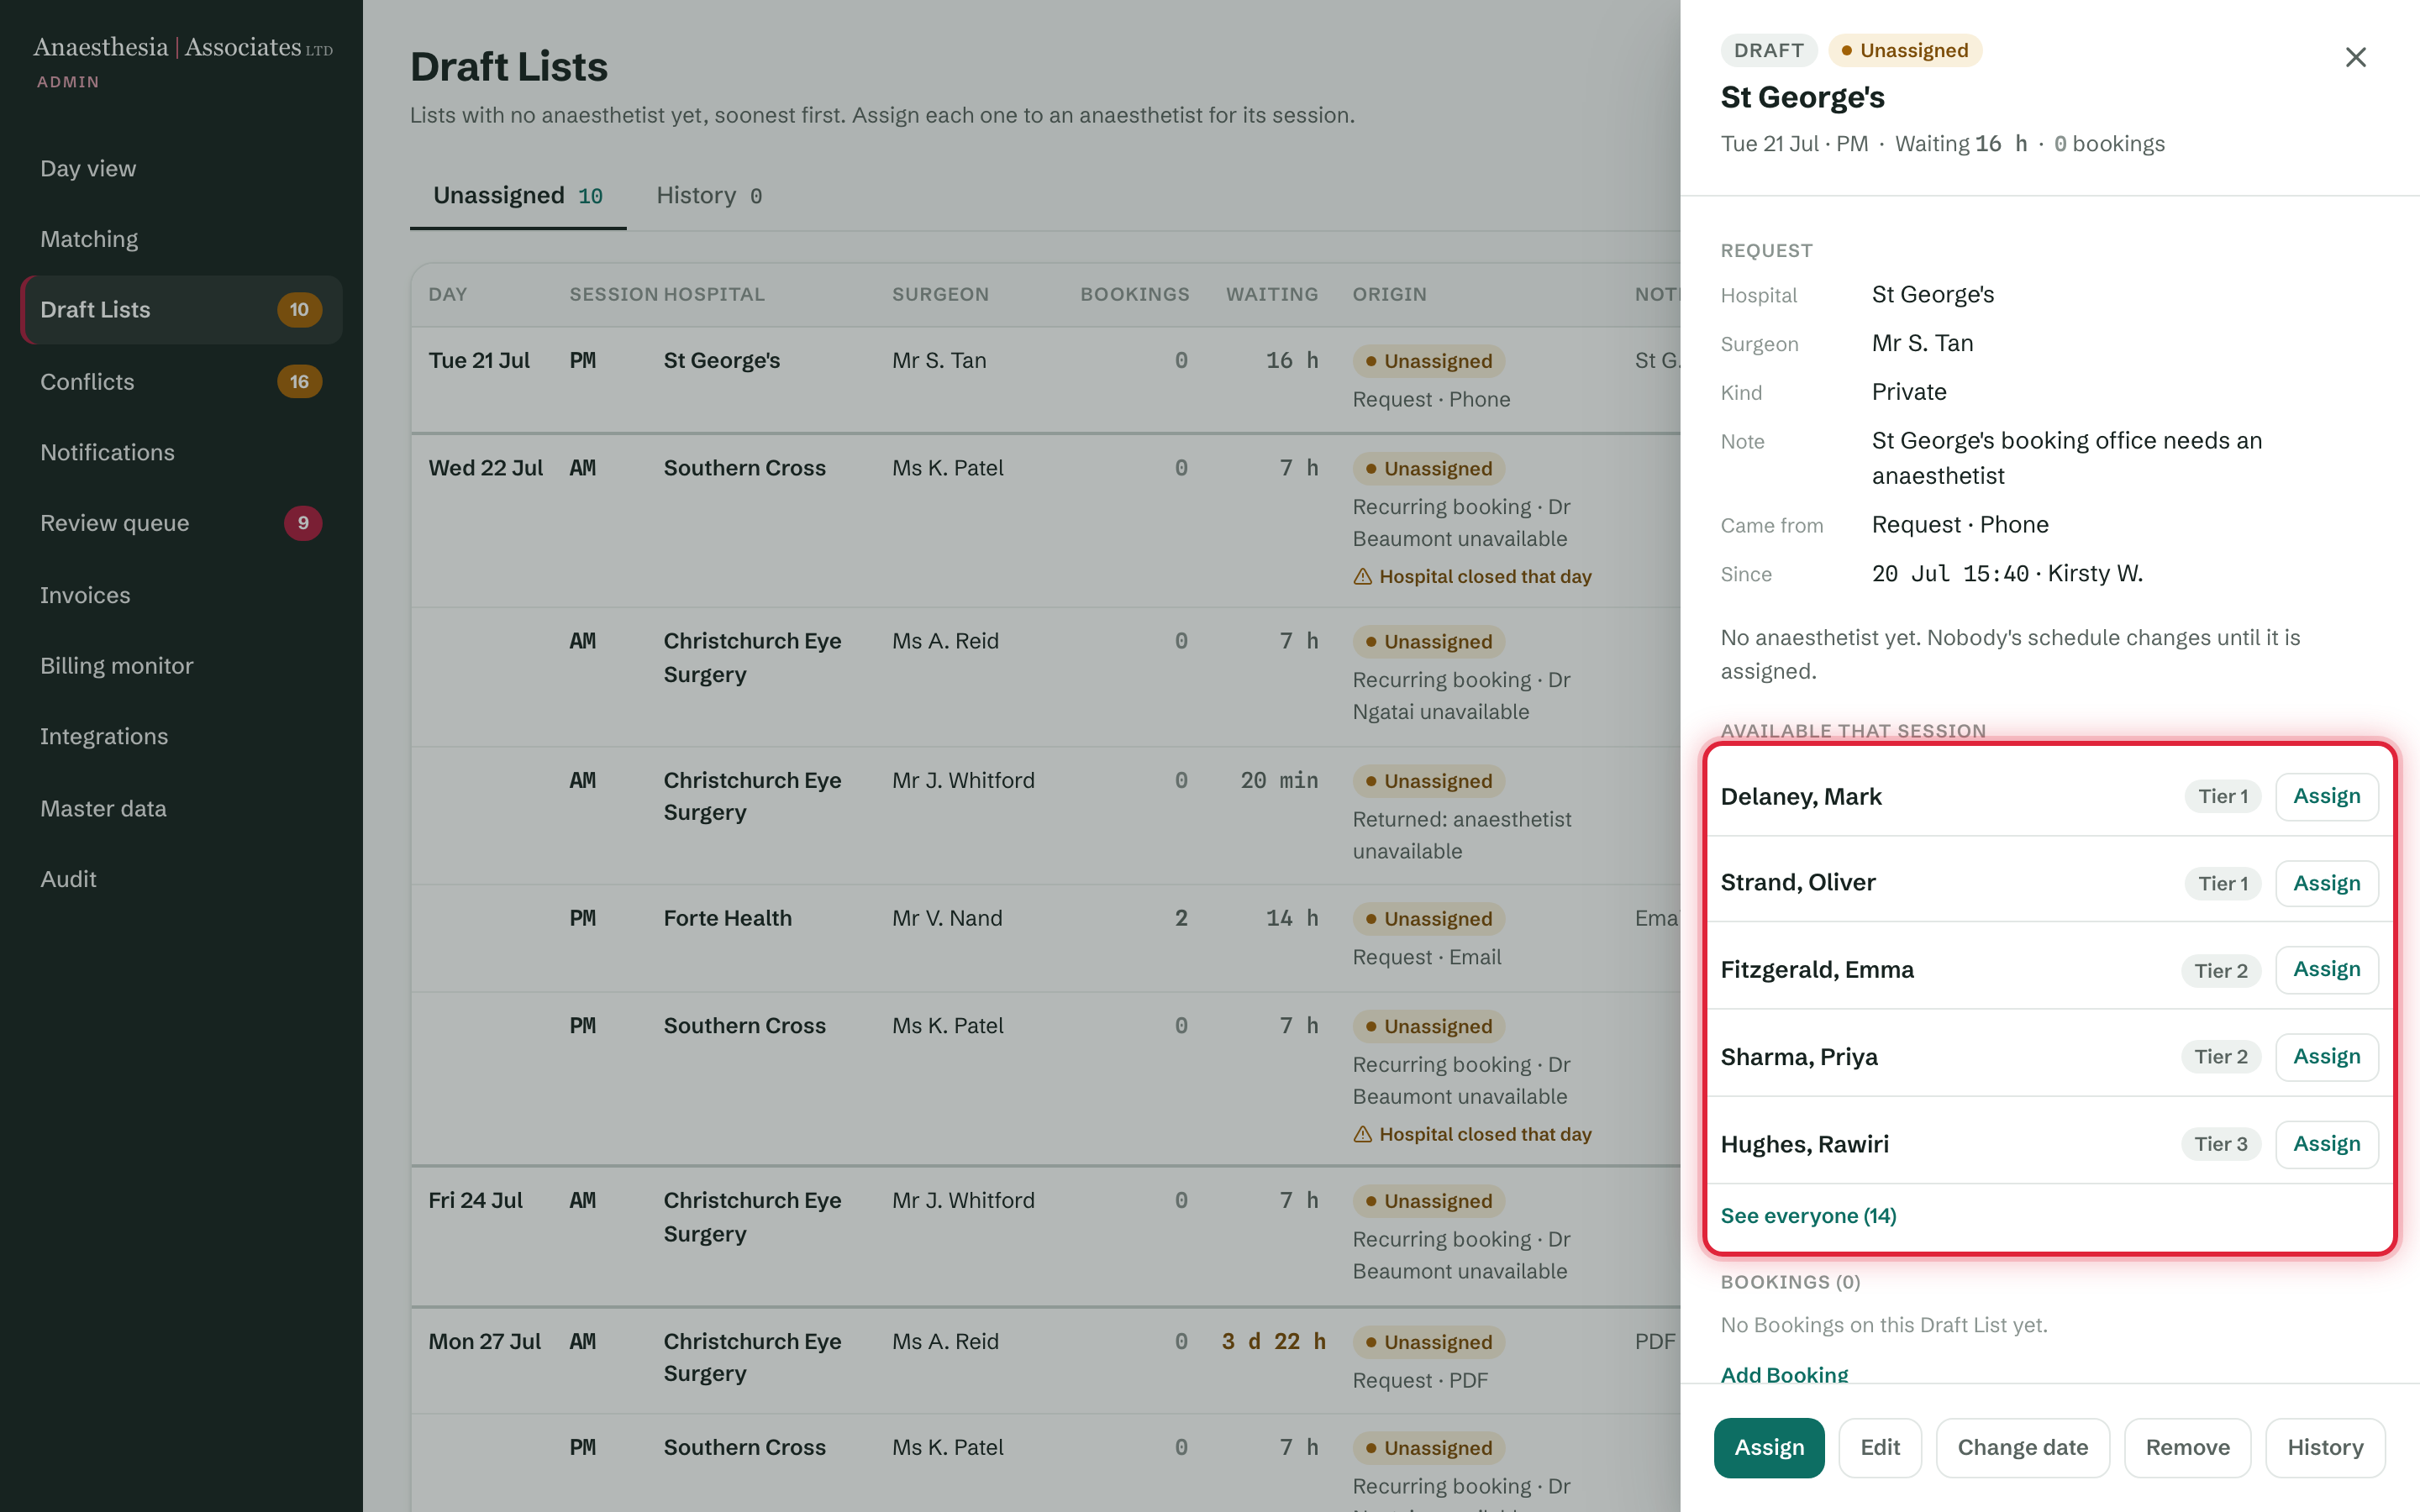 Anaesthesia | Associates LTD
ADMIN
Day view
Matching
Draft Lists 10
Conflicts 16
Notifications
Review queue 9
Invoices
Billing monitor
Integrations
Master data
Audit
Draft Lists
Lists with no anaesthetist yet, soonest first. Assign each one to an anaesthetist for its session.
Unassigned 10 History 0
DAY SESSION HOSPITAL SURGEON BOOKINGS WAITING ORIGIN
Tue 21 Jul PM St George's Mr S. Tan 0 16 h Unassigned St G.
Request · Phone
Wed 22 Jul AM Southern Cross Ms K. Patel 0 7 h Unassigned
Recurring booking · Dr
Beaumont unavailable
Hospital closed that day
AM Christchurch Eye Ms A. Reid 0 7 h Unassigned
Surgery
Recurring booking · Dr
Ngatai unavailable
AM Christchurch Eye Mr J. Whitford 0 20 min Unassigned
Surgery
Returned: anaesthetist
unavailable
PM Forte Health Mr V. Nand 2 14 h Unassigned
Request · Email
PM Southern Cross Ms K. Patel 0 7 h Unassigned
Recurring booking · Dr
Beaumont unavailable
Hospital closed that day
Fri 24 Jul AM Christchurch Eye Mr J. Whitford 0 7 h Unassigned
Surgery
Recurring booking · Dr
Beaumont unavailable
Mon 27 Jul AM Christchurch Eye Ms A. Reid 0 3 d 22 h Unassigned PDF
Surgery
Request · PDF
PM Southern Cross Ms K. Patel 0 7 h Unassigned
Recurring booking · Dr
DRAFT Unassigned
St George's
Tue 21 Jul · PM · Waiting 16 h · 0 bookings
REQUEST
Hospital St George's
Surgeon Mr S. Tan
Kind Private
Note St George's booking office needs an
anaesthetist
Came from Request · Phone
Since 20 Jul 15:40 · Kirsty W.
No anaesthetist yet. Nobody's schedule changes until it is
assigned.
AVAILABLE THAT SESSION
Delaney, Mark Tier 1 Assign
Strand, Oliver Tier 1 Assign
Fitzgerald, Emma Tier 2 Assign
Sharma, Priya Tier 2 Assign
Hughes, Rawiri Tier 3 Assign
See everyone (14)
BOOKINGS (0)
No Bookings on this Draft List yet.
Add Booking
Assign Edit Change date Remove History